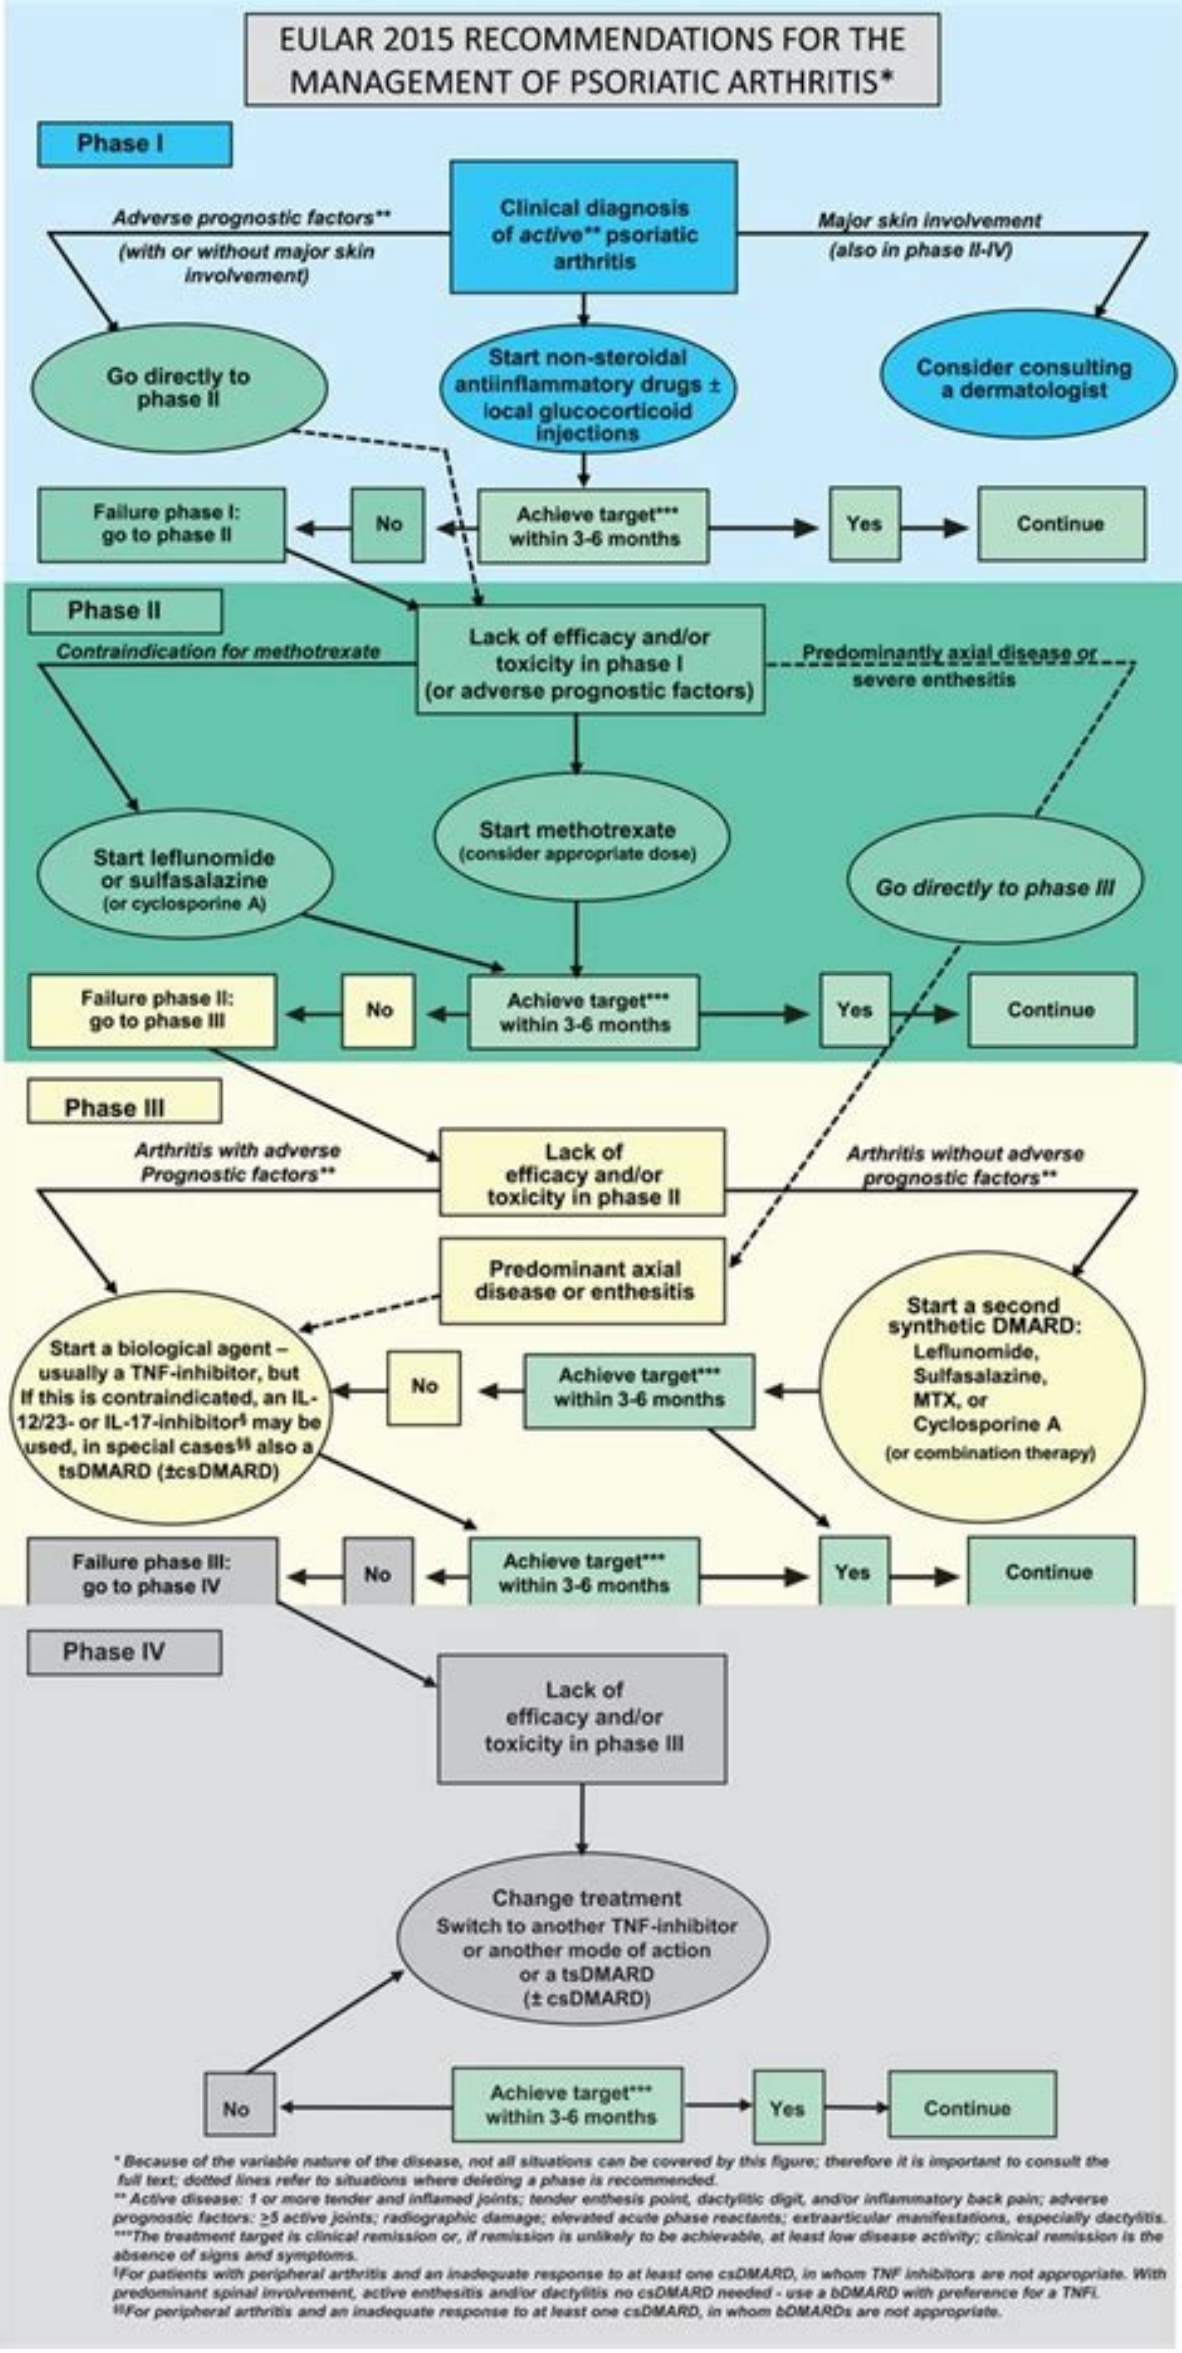 EULAR 2015 RECOMMENDATIONS FOR THE
MANAGEMENT OF PSORIATIC ARTHRITIS*
Phase I
Adverse prognostic factors**
(with or without major skin
involvement)
Clinical diagnosis
of active** psoriatic
arthritis
Major skin involvement
(also in phase II-IV)
Go directly to
phase II
Start non-steroidal
antiinflammatory drugs ±
local glucocorticoid
injections
Consider consulting
a dermatologist
Failure phase I:
go to phase II
No
Achieve target***
within 3-6 months
Yes
Continue
Phase II
Contraindication for methotrexate
Lack of efficacy and/or
toxicity in phase I
(or adverse prognostic factors)
Predominantly axial disease or
severe enthesitis
Start leflunomide
or sulfasalazine
(or cyclosporine A)
Start methotrexate
(consider appropriate dose)
Go directly to phase III
Failure phase II:
go to phase III
No
Achieve target***
within 3-6 months
Yes
Continue
Phase III
Arthritis with adverse
Prognostic factors**
Lack of
efficacy and/or
toxicity in phase II
Arthritis without adverse
prognostic factors**
Predominant axial
disease or enthesitis
Start a biological agent –
usually a TNF-inhibitor, but
If this is contraindicated, an IL-
12/23- or IL-17-inhibitor§ may be
used, in special cases§§ also a
tsDMARD (±csDMARD)
No
Achieve target***
within 3-6 months
Start a second
synthetic DMARD:
Leflunomide,
Sulfasalazine,
MTX, or
Cyclosporine A
(or combination therapy)
Failure phase III:
go to phase IV
No
Achieve target***
within 3-6 months
Yes
Continue
Phase IV
Lack of
efficacy and/or
toxicity in phase III
Change treatment
Switch to another TNF-inhibitor
or another mode of action
or a tsDMARD
(± csDMARD)
No
Achieve target***
within 3-6 months
Yes
Continue
* Because of the variable nature of the disease, not all situations can be covered by this figure; therefore it is important to consult the
full text; dotted lines refer to situations where deleting a phase is recommended.
** Active disease: 1 or more tender and inflamed joints; tender enthesis point, dactylitic digit, and/or inflammatory back pain; adverse
prognostic factors: ≥5 active joints; radiographic damage; elevated acute phase reactants; extraarticular manifestations, especially dactylitis.
***The treatment target is clinical remission or, if remission is unlikely to be achievable, at least low disease activity; clinical remission is the
absence of signs and symptoms.
§For patients with peripheral arthritis and an inadequate response to at least one csDMARD, in whom TNF inhibitors are not appropriate. With
predominant spinal involvement, active enthesitis and/or dactylitis no csDMARD needed - use a bDMARD with preference for a TNFi.
§§For peripheral arthritis and an inadequate response to at least one csDMARD, in whom bDMARDs are not appropriate.